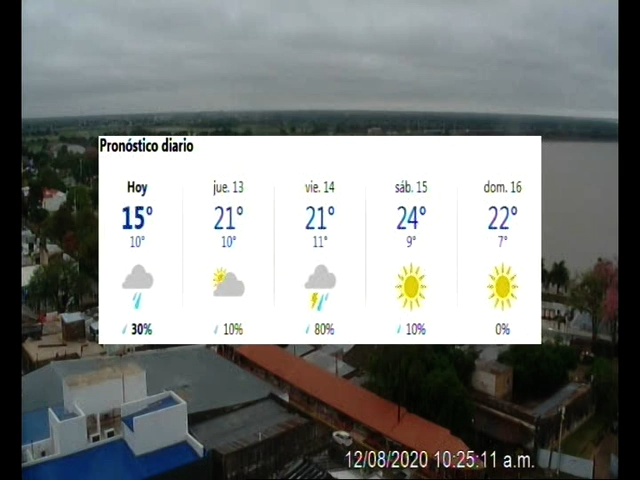 Pronóstico diario
Hoy jue. 13 vie. 14 sáb. 15 dom. 16
15° 21° 21° 24° 22°
10° 10° 11° 9° 7°
30% 10% 80% 10% 0%
12/08/2020 10:25:11 a.m.